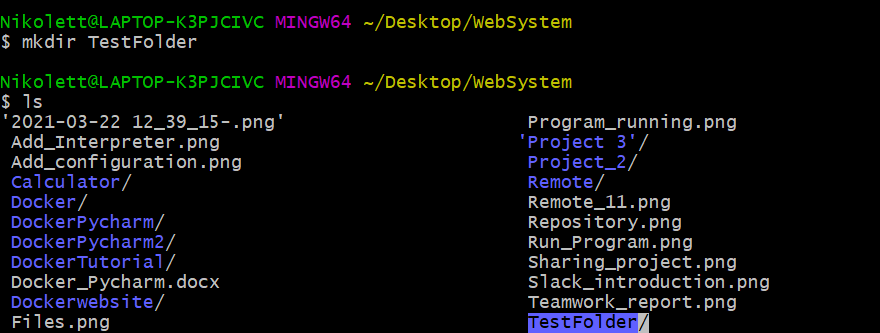 Nikolett@LAPTOP-K3PJCIVC MINGW64 ~/Desktop/WebSystem
$ mkdir TestFolder
Nikolett@LAPTOP-K3PJCIVC MINGW64 ~/Desktop/WebSystem
$ ls
'2021-03-22 12_39_15-.png' Program_running.png
Add_Interpreter.png 'Project 3'/
Add_configuration.png Project_2/
Calculator/ Remote/
Docker/ Remote_11.png
DockerPycharm/ Repository.png
DockerPycharm2/ Run_Program.png
DockerTutorial/ Sharing_project.png
Docker_Pycharm.docx Slack_introduction.png
Dockerwebsite/ Teamwork_report.png
Files.png TestFolder/